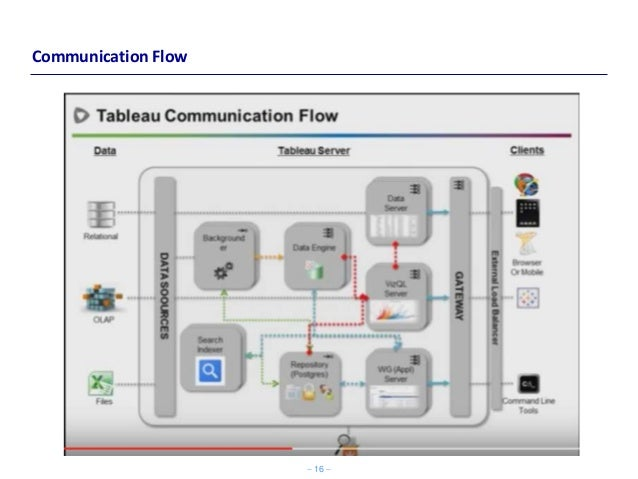 Communication Flow
Tableau Communication Flow
Data
Tableau Server
Clients
Relational
OLAP
Files
DATA SOURCES
Background
er
Data Engine
Data
Server
VizQL
Server
Search
Indexer
Repository
(Postgres)
WG (Appl)
Server
GATEWAY
External Load Balancer
Browser
Or Mobile
Command Line
Tools
– 16 –